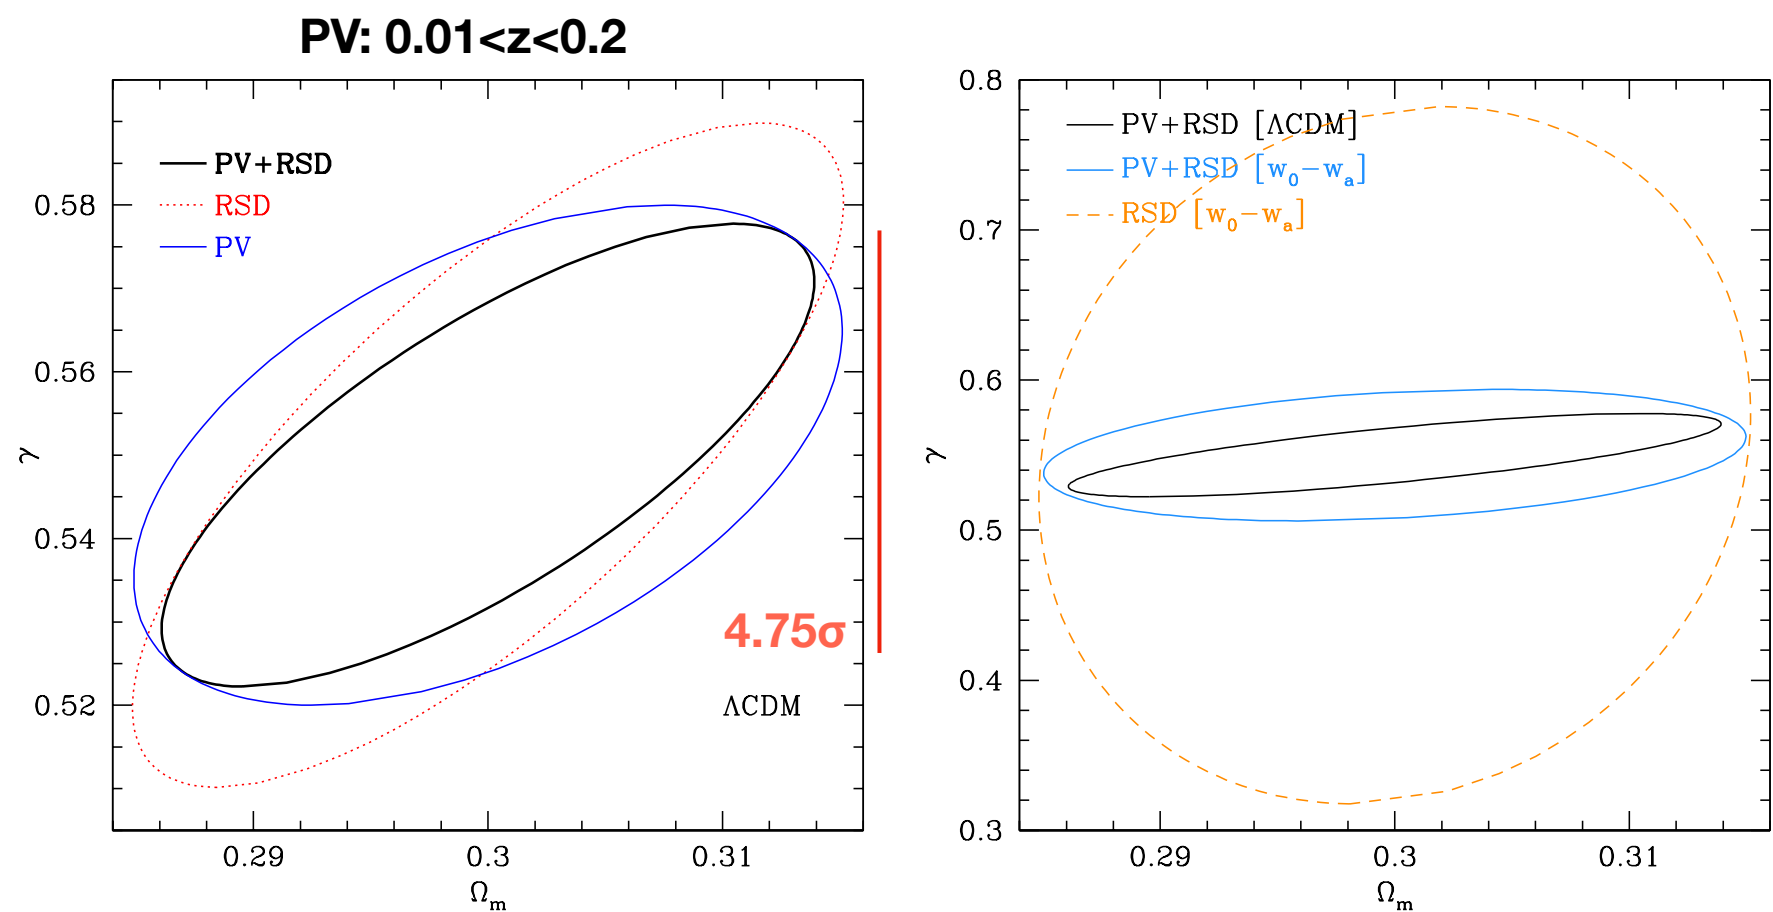 PV: 0.01<z<0.2
PV+RSD
RSD
PV
0.58
0.56
0.54
0.52
γ
4.75σ
ΛCDM
0.29 0.3 0.31
Ωm
0.8
0.7
0.6
0.5
0.4
0.3
γ
PV+RSD [ΛCDM]
PV+RSD [w0−wa]
RSD [w0−wa]
0.29 0.3 0.31
Ωm